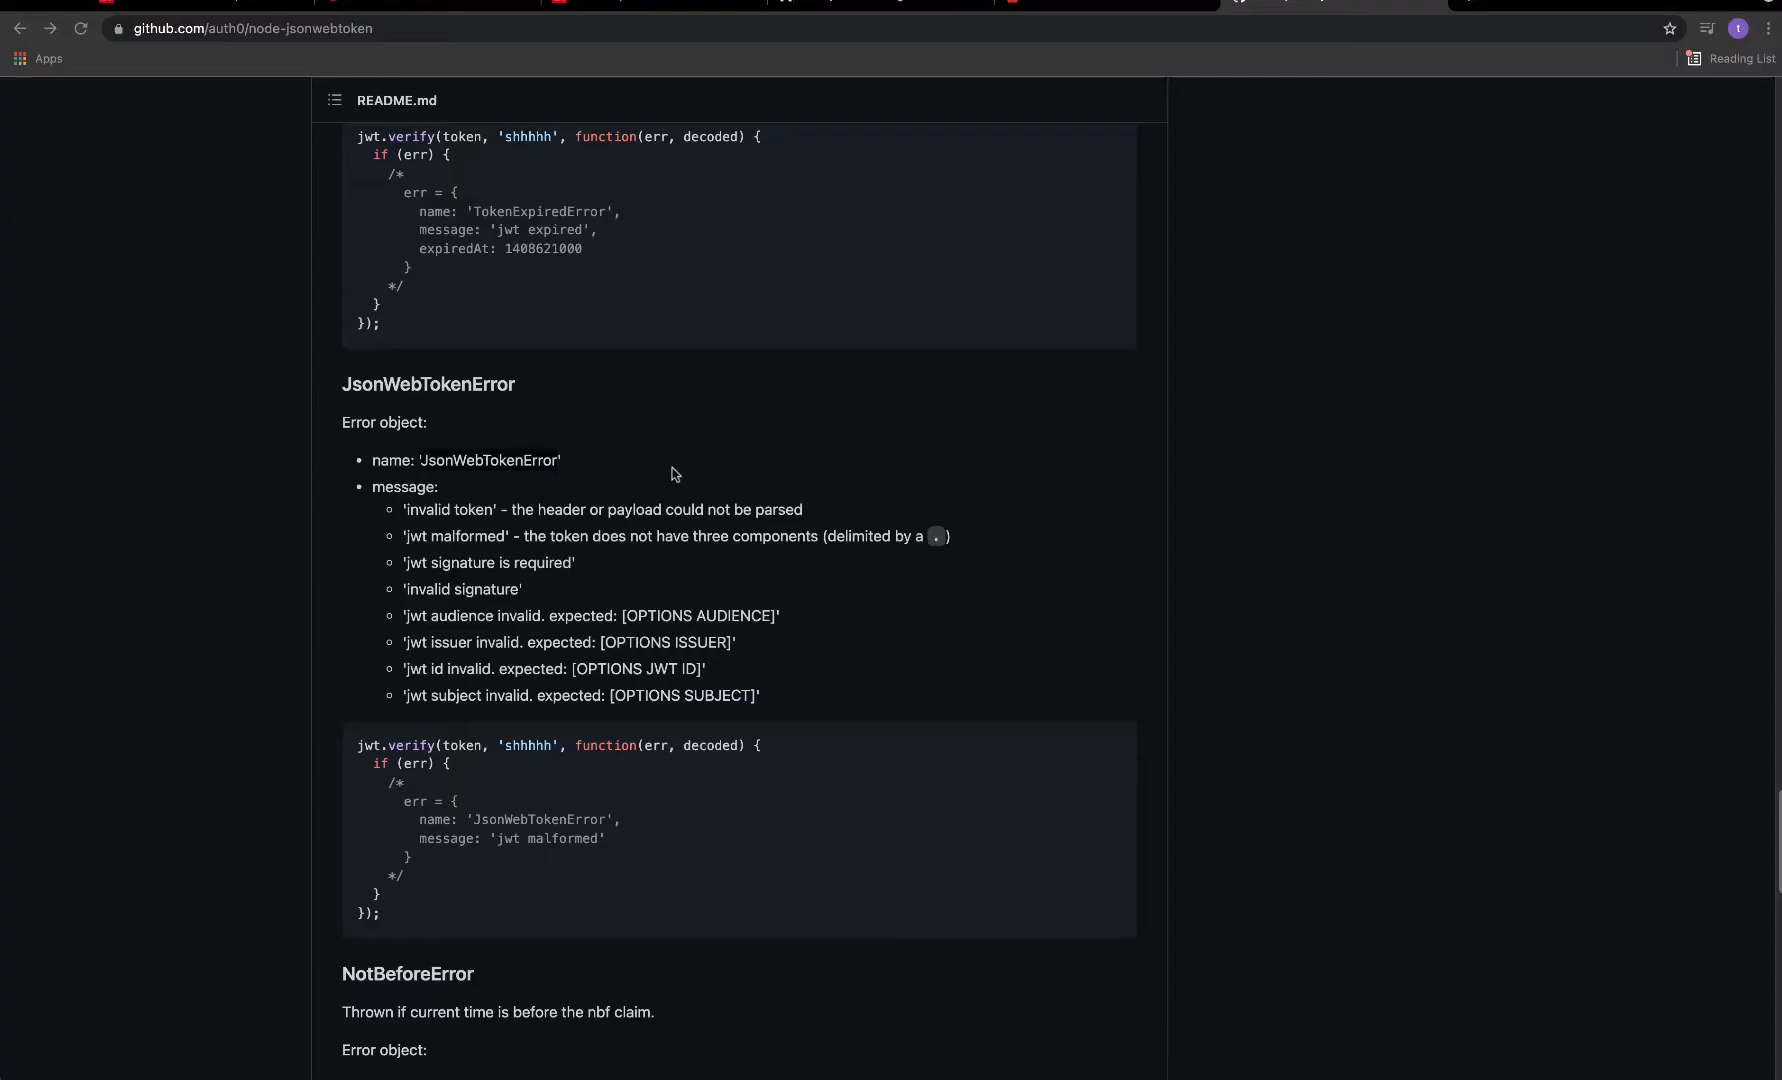 github.com/auth0/node-jsonwebtoken
t
Apps
Reading List
README.md
jwt.verify(token, 'shhhhh', function(err, decoded) {
if (err) {
/*
err = {
name: 'TokenExpiredError',
message: 'jwt expired',
expiredAt: 1408621000
}
*/
}
});
JsonWebTokenError
Error object:
• name: 'JsonWebTokenError'
• message:
◦ 'invalid token' - the header or payload could not be parsed
◦ 'jwt malformed' - the token does not have three components (delimited by a . )
◦ 'jwt signature is required'
◦ 'invalid signature'
◦ 'jwt audience invalid. expected: [OPTIONS AUDIENCE]'
◦ 'jwt issuer invalid. expected: [OPTIONS ISSUER]'
◦ 'jwt id invalid. expected: [OPTIONS JWT ID]'
◦ 'jwt subject invalid. expected: [OPTIONS SUBJECT]'
jwt.verify(token, 'shhhhh', function(err, decoded) {
if (err) {
/*
err = {
name: 'JsonWebTokenError',
message: 'jwt malformed'
}
*/
}
});
NotBeforeError
Thrown if current time is before the nbf claim.
Error object: